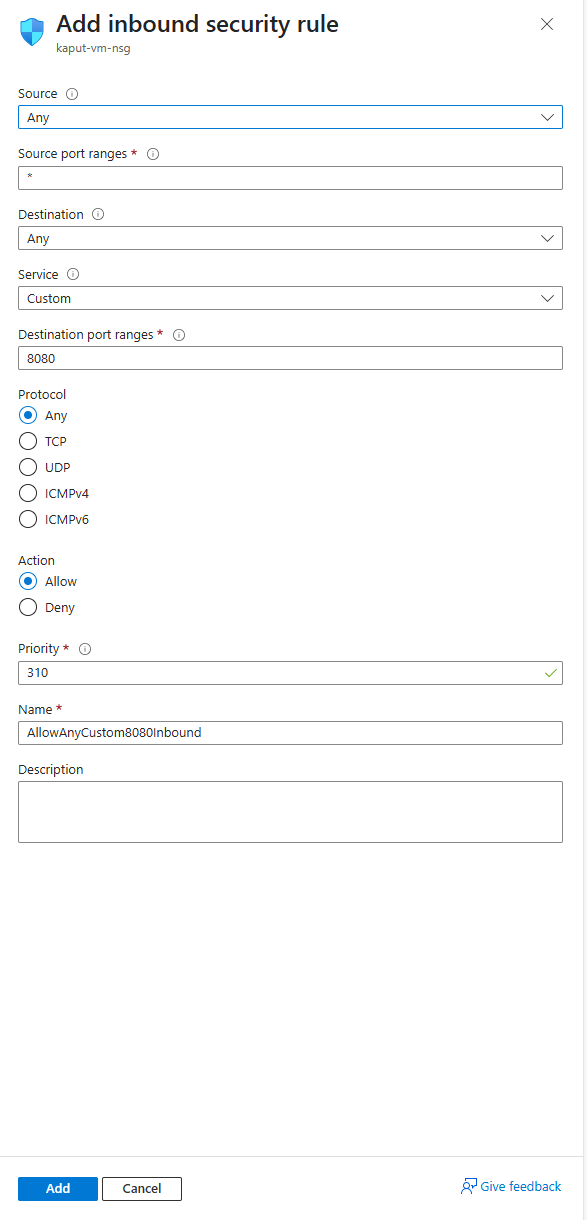 Add inbound security rule
kaput-vm-nsg
Source
Any
Source port ranges *
*
Destination
Any
Service
Custom
Destination port ranges *
8080
Protocol
Any
TCP
UDP
ICMPv4
ICMPv6
Action
Allow
Deny
Priority *
310
Name *
AllowAnyCustom8080Inbound
Description
Add
Cancel
Give feedback